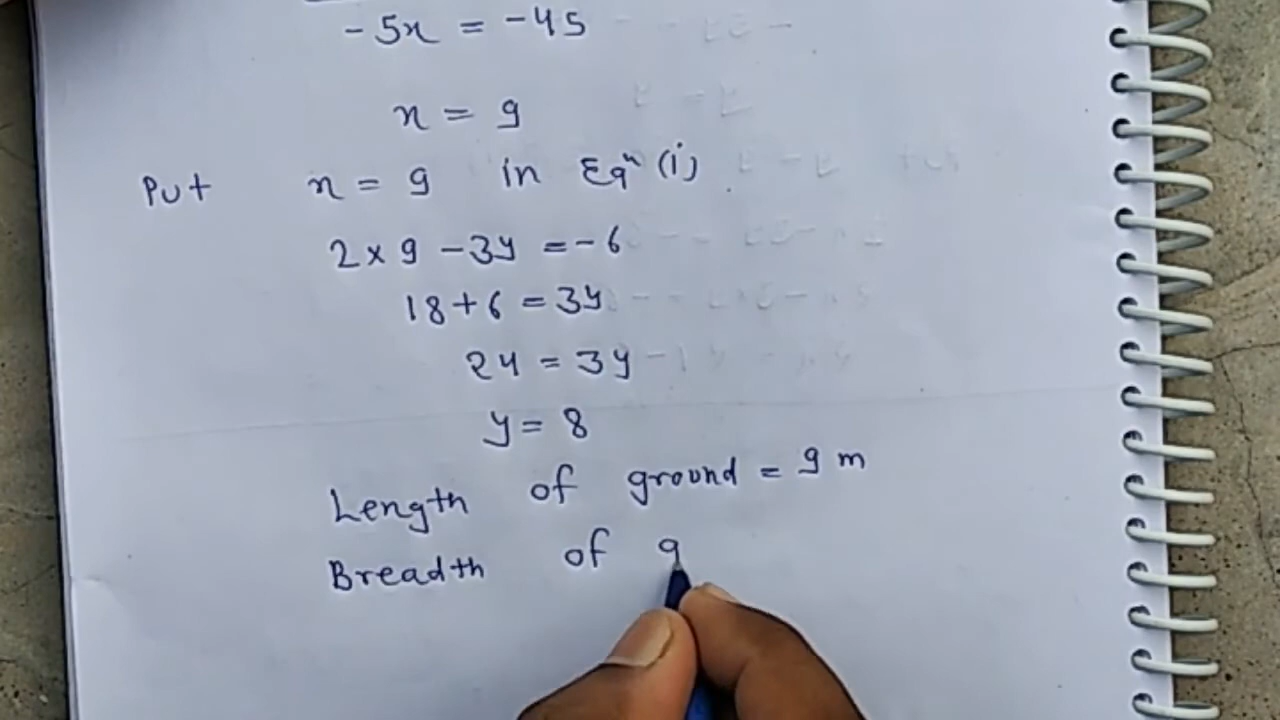 -5x = -45
x = 9
Put x = 9 in Eqⁿ (i)
2 × 9 - 3y = -6
18 + 6 = 3y
24 = 3y
y = 8
Length of ground = 9 m
Breadth of g